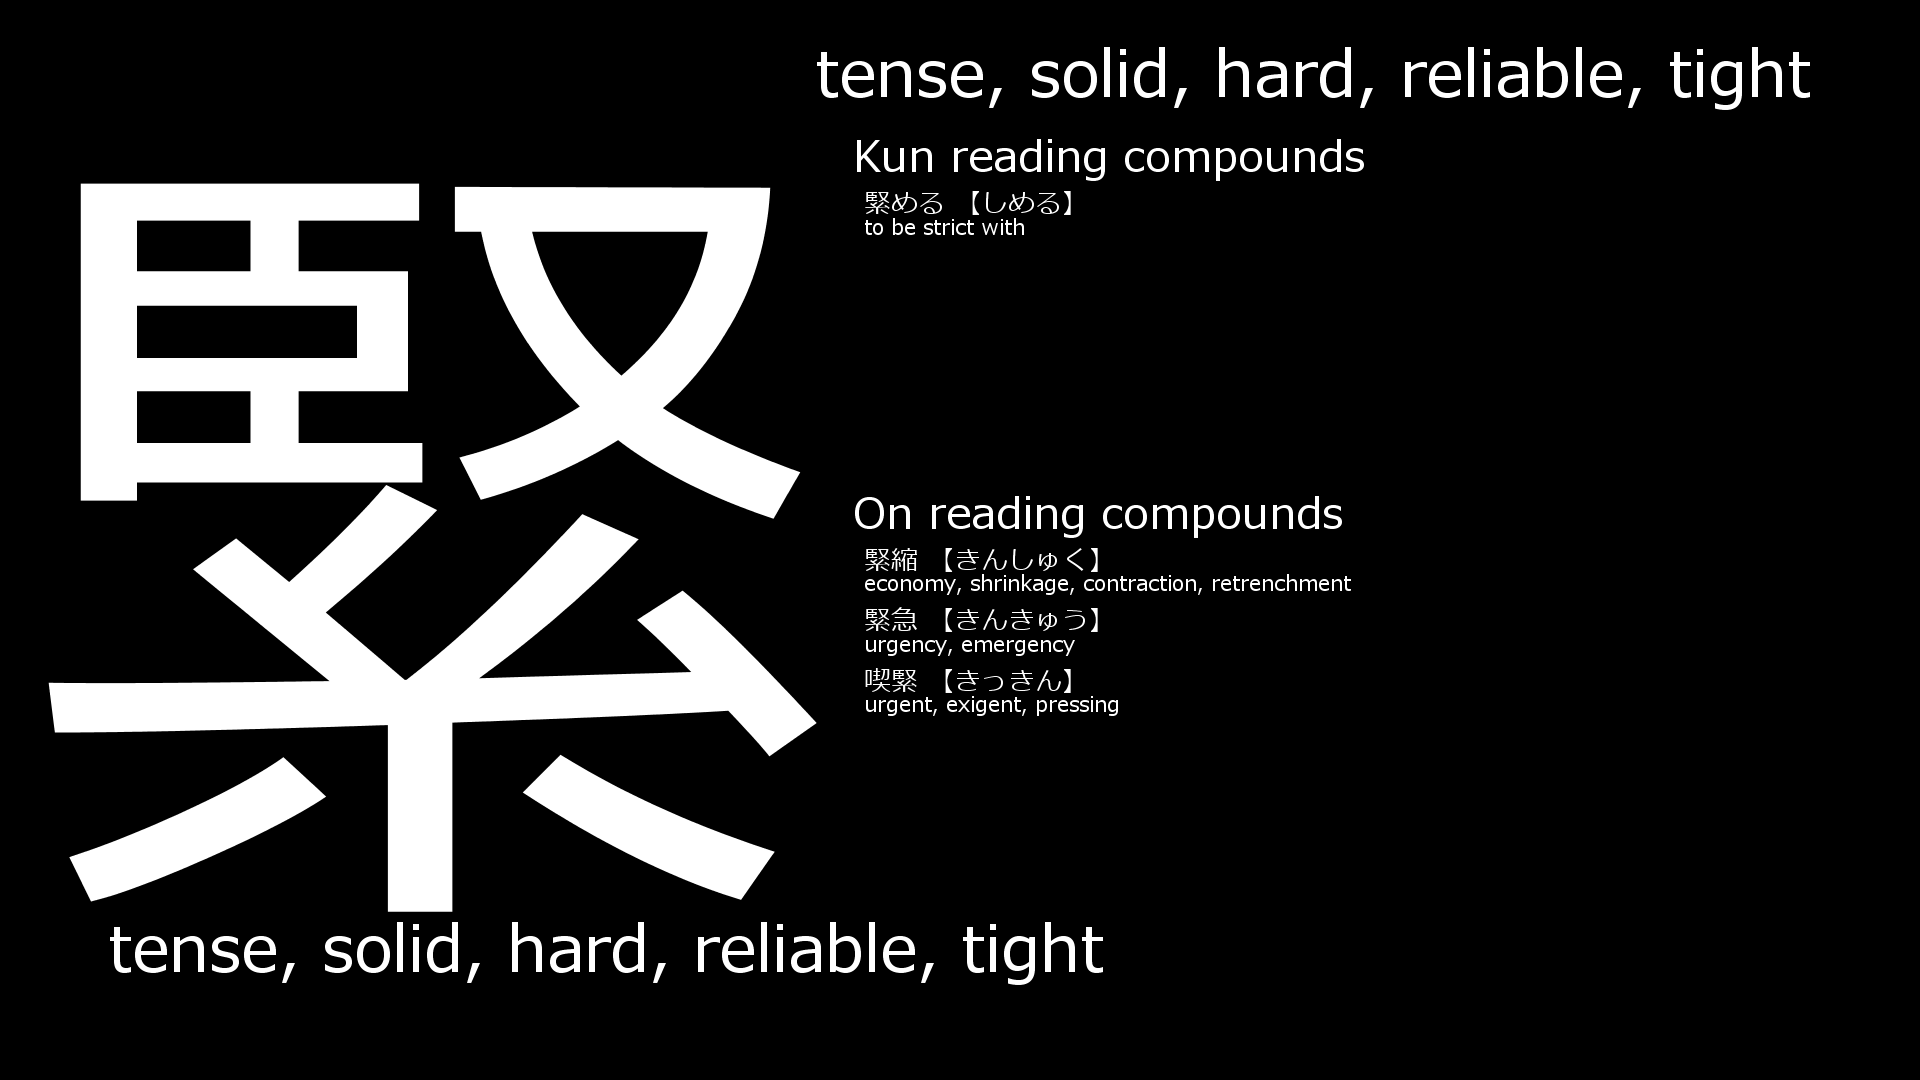 tense, solid, hard, reliable, tight
緊
Kun reading compounds
緊める 【しめる】
to be strict with
On reading compounds
緊縮 【きんしゅく】
economy, shrinkage, contraction, retrenchment
緊急 【きんきゅう】
urgency, emergency
喫緊 【きっきん】
urgent, exigent, pressing
tense, solid, hard, reliable, tight